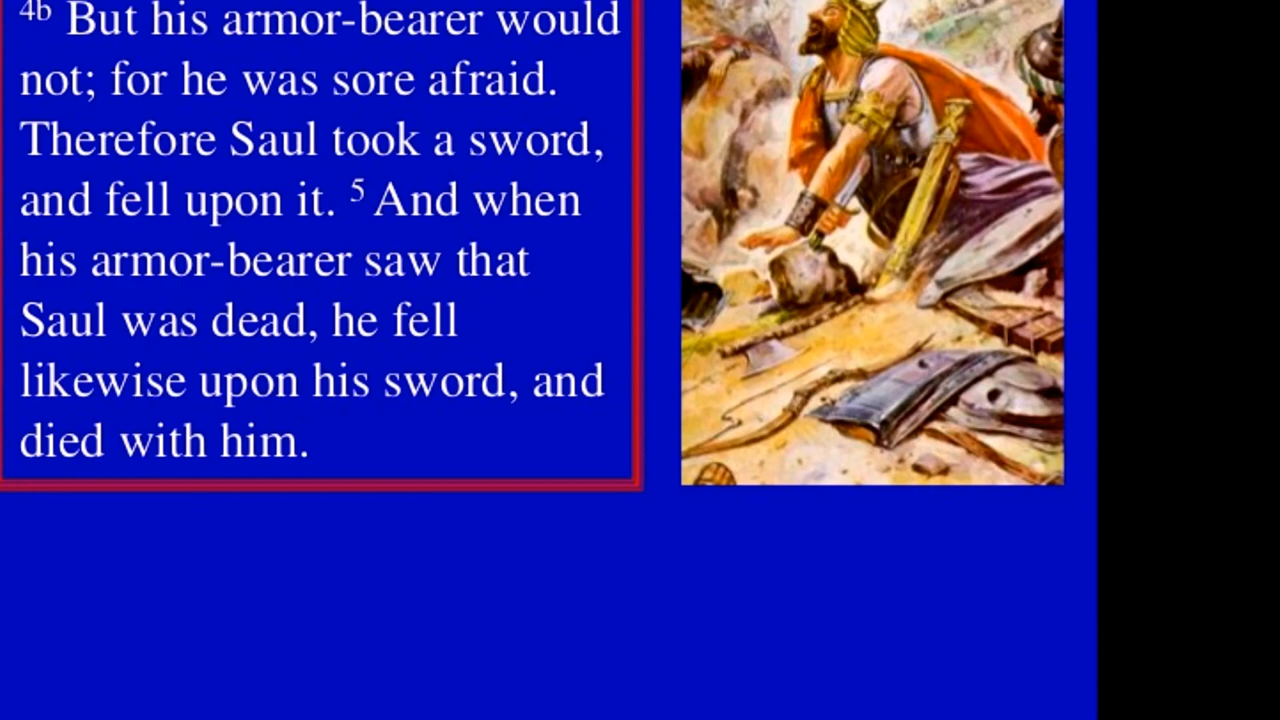 4b But his armor-bearer would
not; for he was sore afraid.
Therefore Saul took a sword,
and fell upon it. 5 And when
his armor-bearer saw that
Saul was dead, he fell
likewise upon his sword, and
died with him.